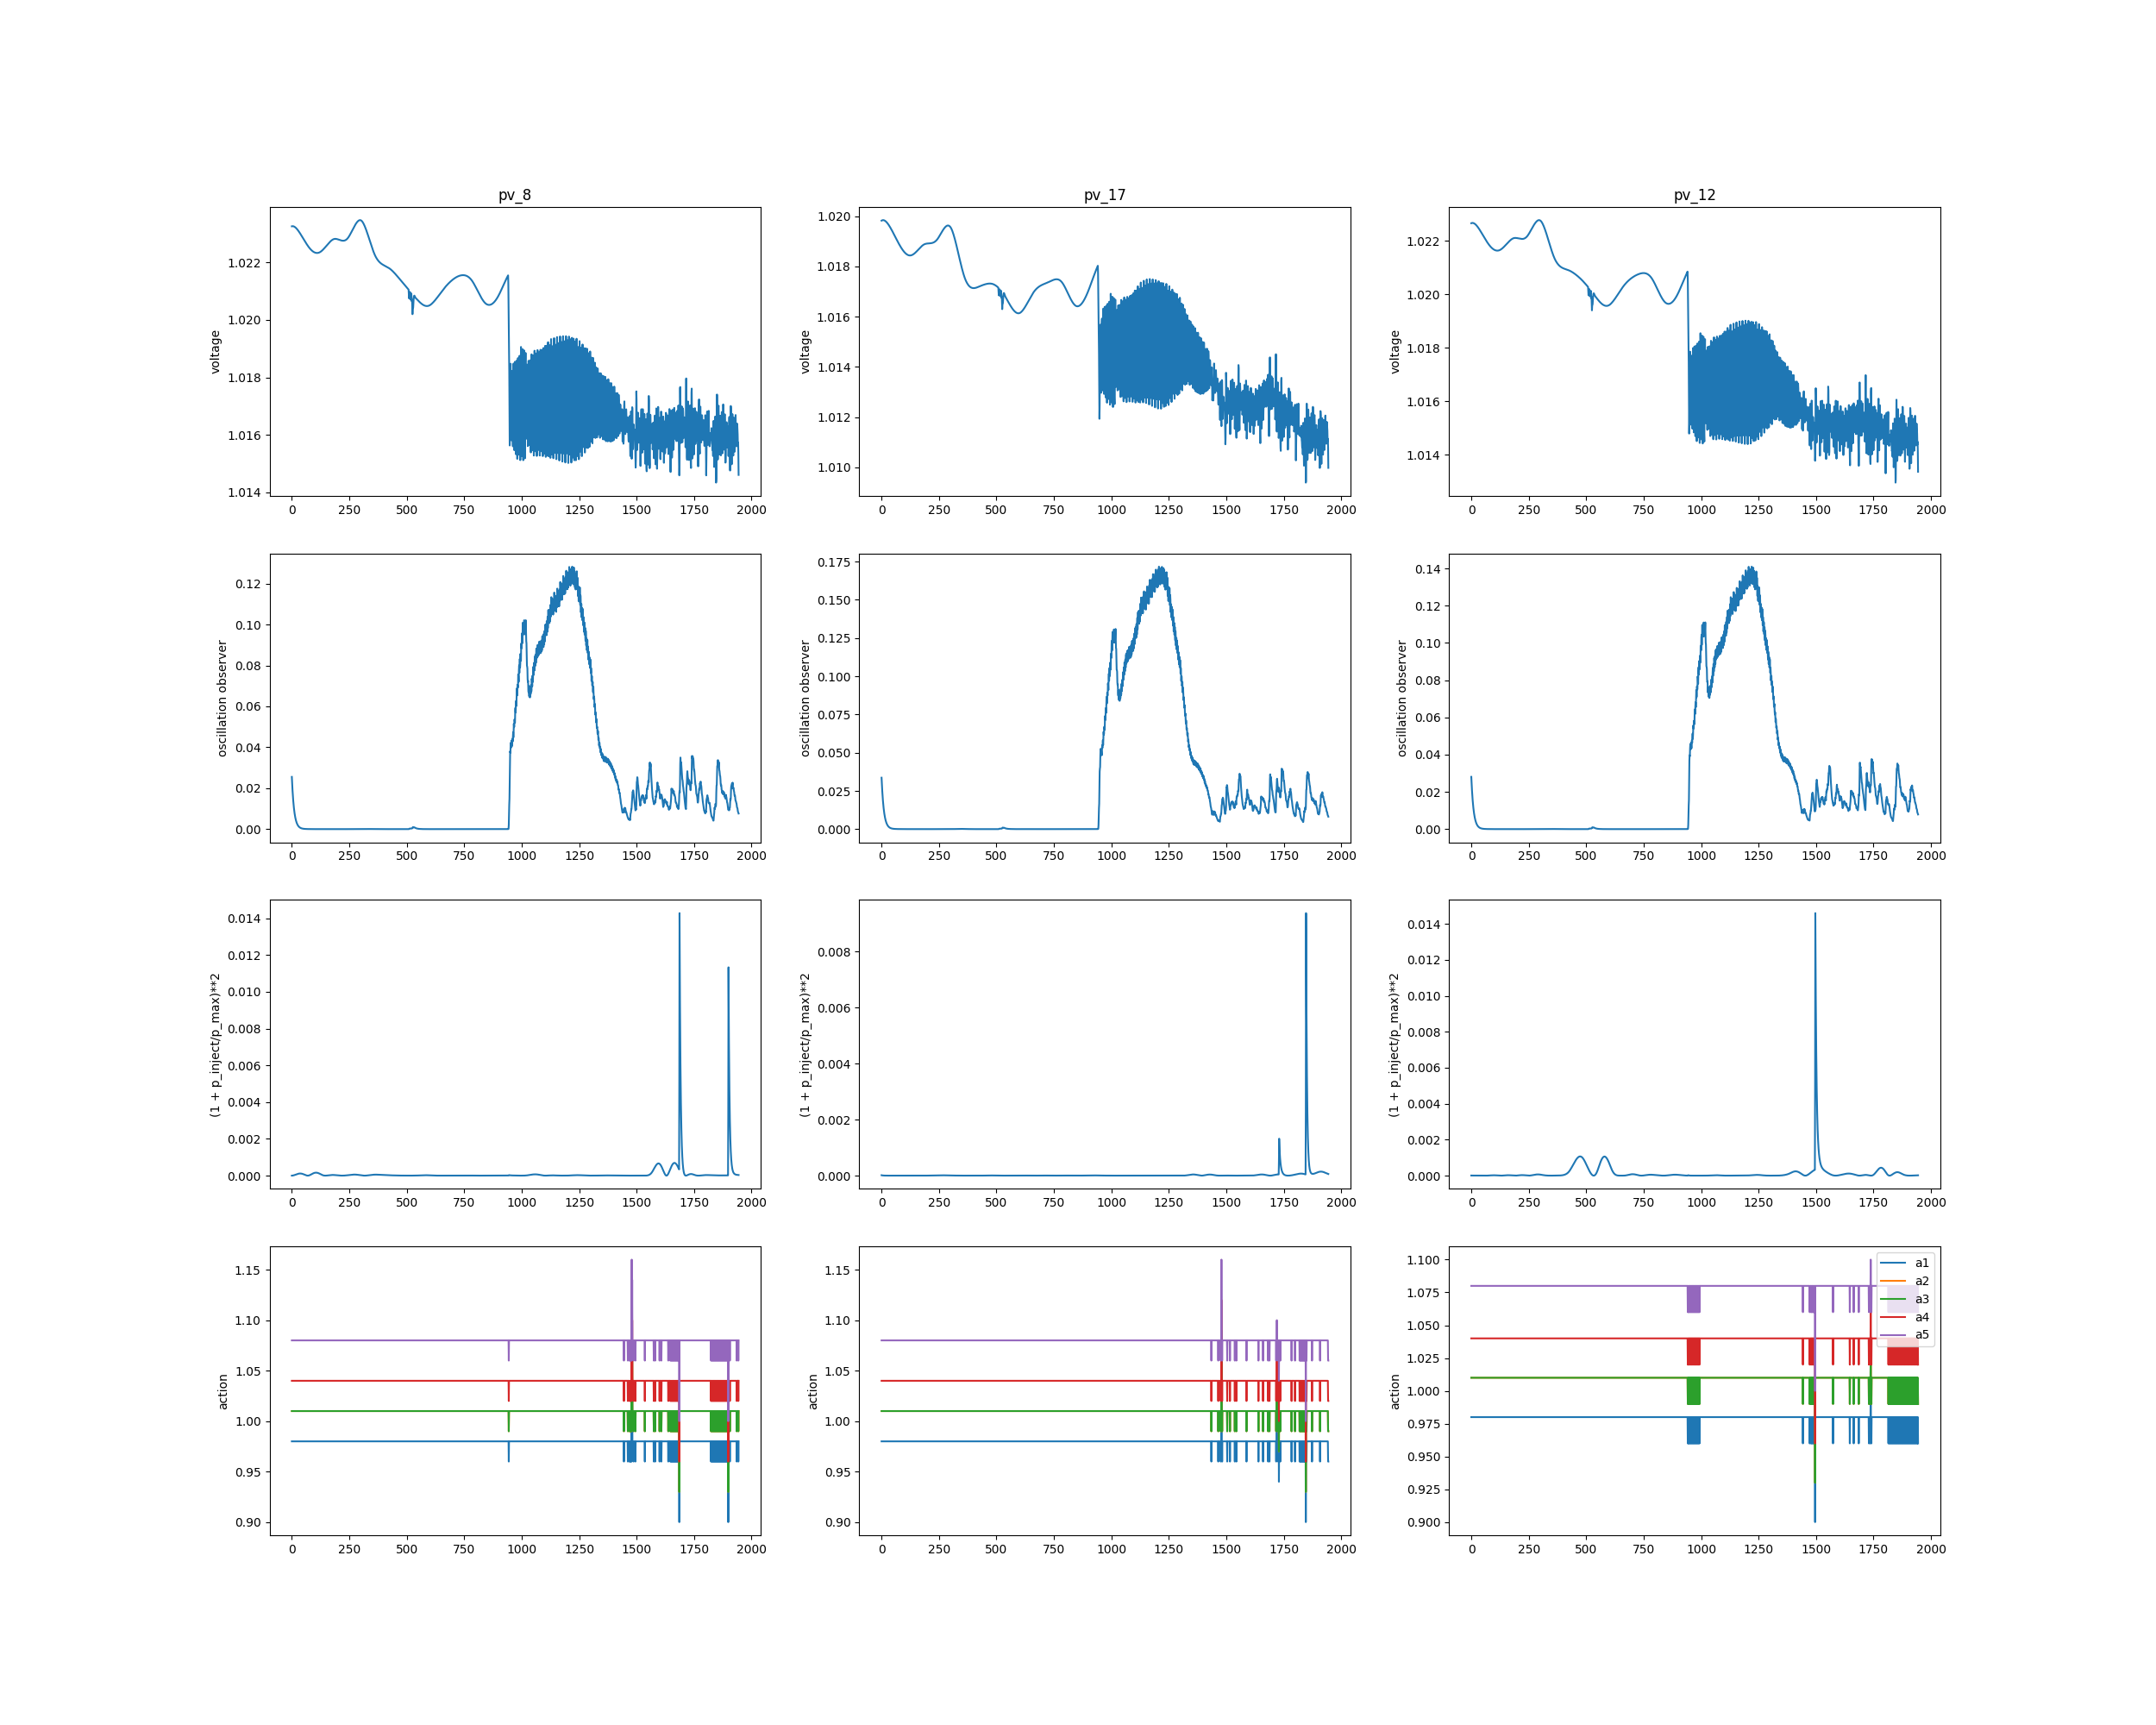 pv_8
pv_17
pv_12
voltage
1.022
1.020
1.018
1.016
1.014
0 250 500 750 1000 1250 1500 1750 2000
voltage
1.020
1.018
1.016
1.014
1.012
1.010
0 250 500 750 1000 1250 1500 1750 2000
voltage
1.022
1.020
1.018
1.016
1.014
0 250 500 750 1000 1250 1500 1750 2000
oscillation observer
0.12
0.10
0.08
0.06
0.04
0.02
0.00
0 250 500 750 1000 1250 1500 1750 2000
oscillation observer
0.175
0.150
0.125
0.100
0.075
0.050
0.025
0.000
0 250 500 750 1000 1250 1500 1750 2000
oscillation observer
0.14
0.12
0.10
0.08
0.06
0.04
0.02
0.00
0 250 500 750 1000 1250 1500 1750 2000
(1 + p_inject/p_max)**2
0.014
0.012
0.010
0.008
0.006
0.004
0.002
0.000
0 250 500 750 1000 1250 1500 1750 2000
(1 + p_inject/p_max)**2
0.008
0.006
0.004
0.002
0.000
0 250 500 750 1000 1250 1500 1750 2000
(1 + p_inject/p_max)**2
0.014
0.012
0.010
0.008
0.006
0.004
0.002
0.000
0 250 500 750 1000 1250 1500 1750 2000
action
1.15
1.10
1.05
1.00
0.95
0.90
0 250 500 750 1000 1250 1500 1750 2000
action
1.15
1.10
1.05
1.00
0.95
0.90
0 250 500 750 1000 1250 1500 1750 2000
action
1.100
1.075
1.050
1.025
1.000
0.975
0.950
0.925
0.900
0 250 500 750 1000 1250 1500 1750 2000
a1
a2
a3
a4
a5